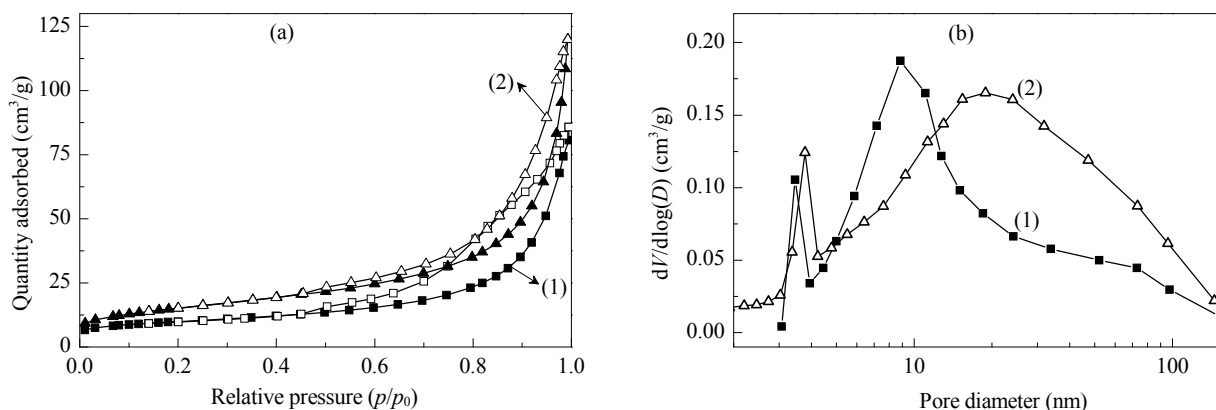 (a)
Quantity adsorbed (cm³/g)
125
100
75
50
25
0
(2)
(1)
0.0 0.2 0.4 0.6 0.8 1.0
Relative pressure (p/p₀)
(b)
dV/dlog(D) (cm³/g)
0.20
0.15
0.10
0.05
0.00
(2)
(1)
10 100
Pore diameter (nm)